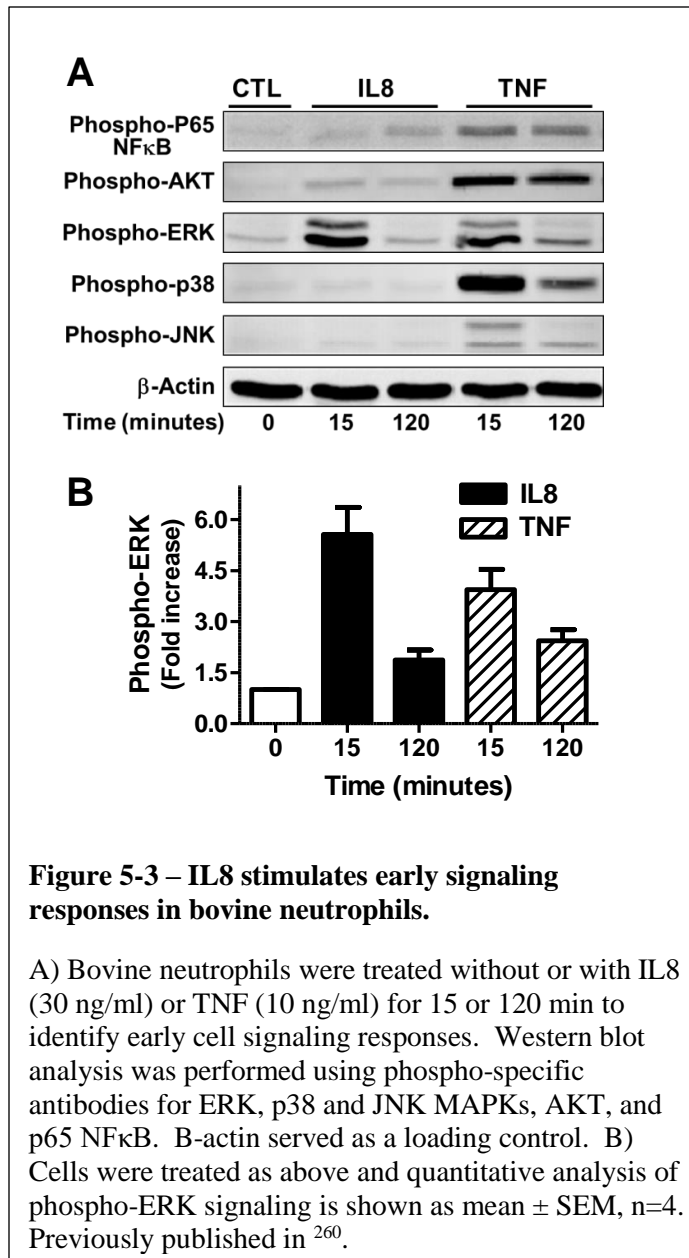 A
CTL IL8 TNF
Phospho-P65
NFκB
Phospho-AKT
Phospho-ERK
Phospho-p38
Phospho-JNK
β-Actin
Time (minutes) 0 15 120 15 120
B
IL8
TNF
Phospho-ERK
(Fold increase)
6.0
4.5
3.0
1.5
0.0
0 15 120 15 120
Time (minutes)
Figure 5-3 – IL8 stimulates early signaling
responses in bovine neutrophils.
A) Bovine neutrophils were treated without or with IL8
(30 ng/ml) or TNF (10 ng/ml) for 15 or 120 min to
identify early cell signaling responses. Western blot
analysis was performed using phospho-specific
antibodies for ERK, p38 and JNK MAPKs, AKT, and
p65 NFκB. B-actin served as a loading control. B)
Cells were treated as above and quantitative analysis of
phospho-ERK signaling is shown as mean ± SEM, n=4.
Previously published in 260.